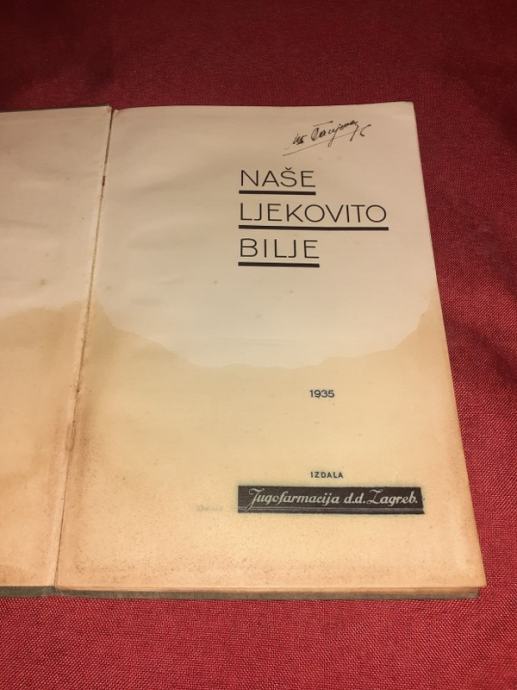 NAŠE
LJEKOVITO
BILJE
1935
IZDALA
Jugofarmacija d.d. Zagreb.